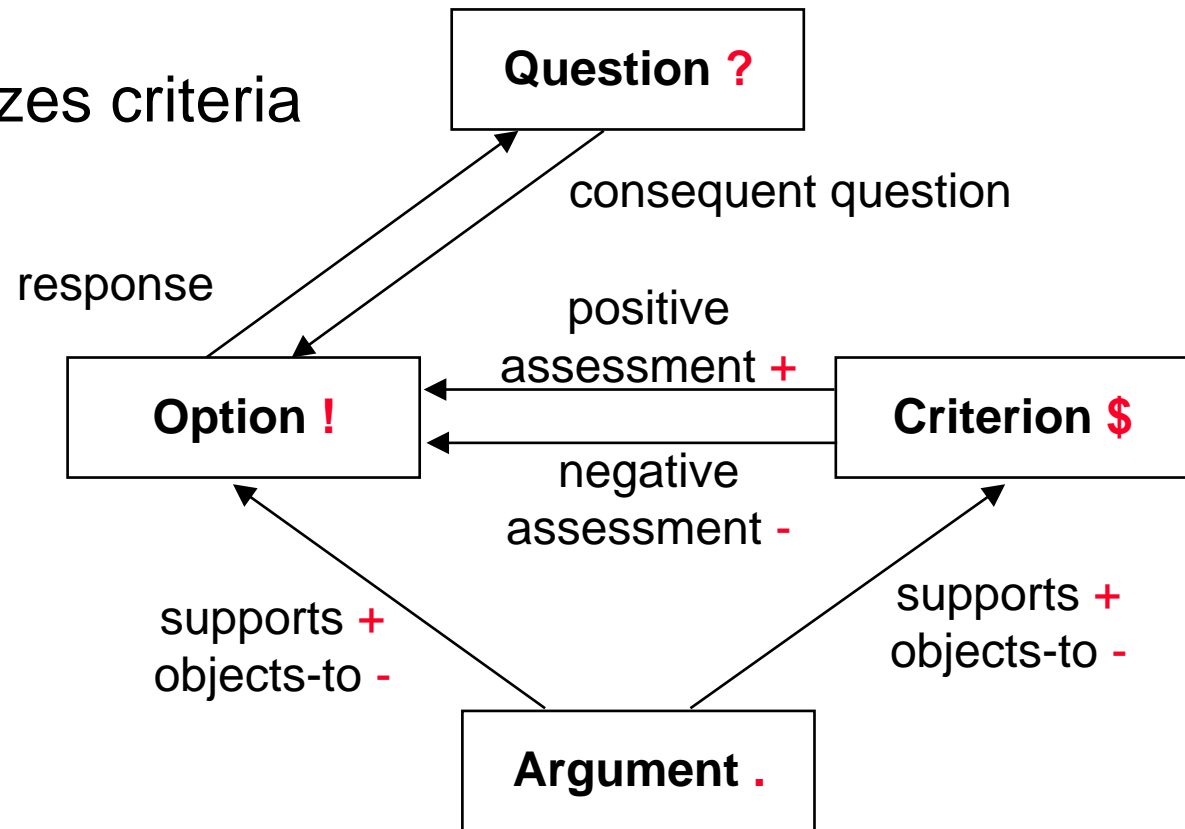 Question ?
zes criteria
consequent question
response
positive
assessment +
Option !
Criterion $
negative
assessment -
supports +
objects-to -
supports +
objects-to -
Argument .